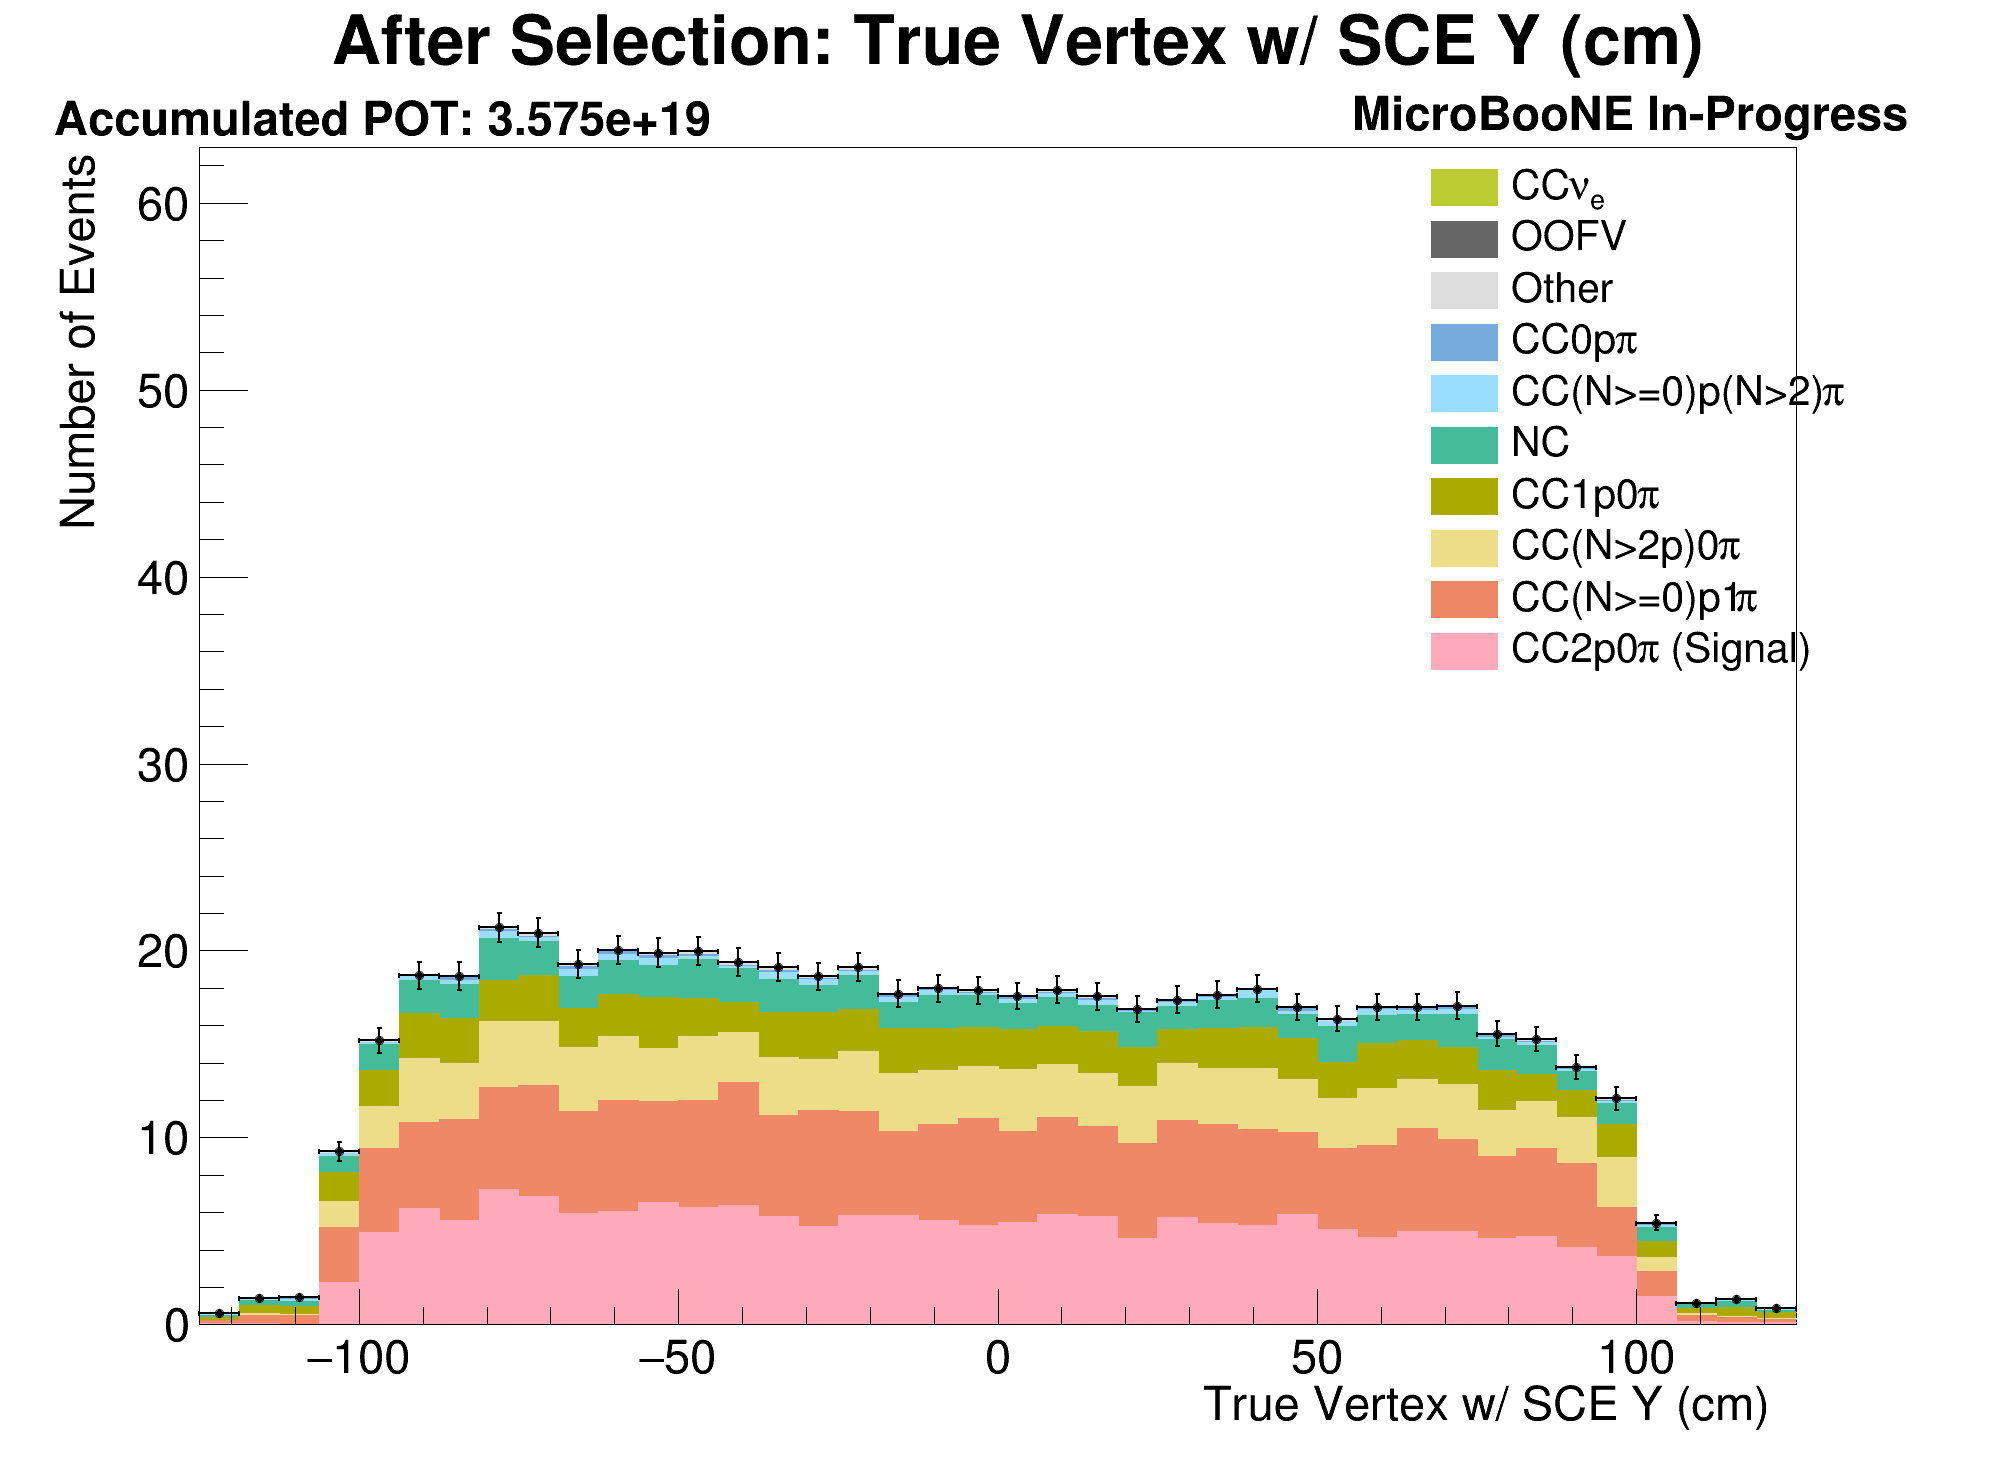 After Selection: True Vertex w/ SCE Y (cm)
Accumulated POT: 3.575e+19
MicroBooNE In-Progress
Number of Events
60
50
40
30
20
10
0
CCνe
OOFV
Other
CC0pπ
CC(N>=0)p(N>2)π
NC
CC1p0π
CC(N>2p)0π
CC(N>=0)p1π
CC2p0π (Signal)
−100 −50 0 50 100
True Vertex w/ SCE Y (cm)